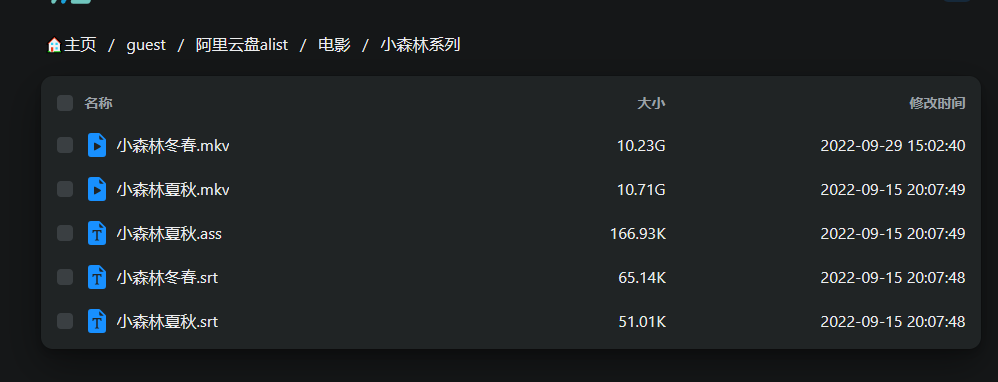 主页 / guest / 阿里云盘alist / 电影 / 小森林系列
名称 大小 修改时间
小森林冬春.mkv 10.23G 2022-09-29 15:02:40
小森林夏秋.mkv 10.71G 2022-09-15 20:07:49
小森林夏秋.ass 166.93K 2022-09-15 20:07:49
小森林冬春.srt 65.14K 2022-09-15 20:07:48
小森林夏秋.srt 51.01K 2022-09-15 20:07:48